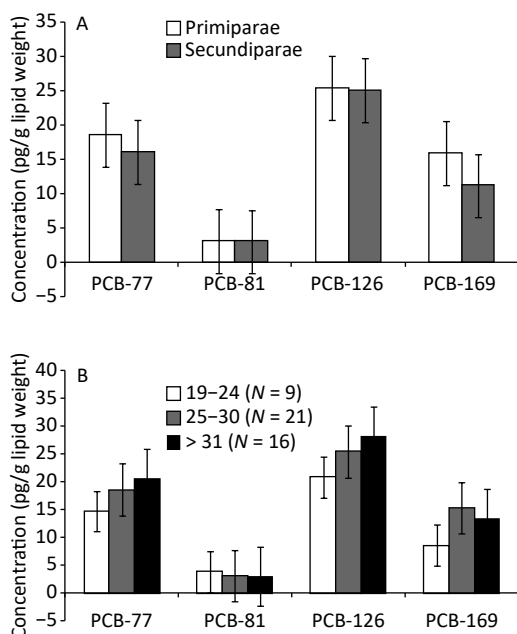 A
Primiparae
Secundiparae
Concentration (pg/g lipid weight)
35
30
25
20
15
10
5
0
−5
PCB-77 PCB-81 PCB-126 PCB-169
B
19−24 (N = 9)
25−30 (N = 21)
> 31 (N = 16)
Concentration (pg/g lipid weight)
40
35
30
25
20
15
10
5
0
−5
PCB-77 PCB-81 PCB-126 PCB-169